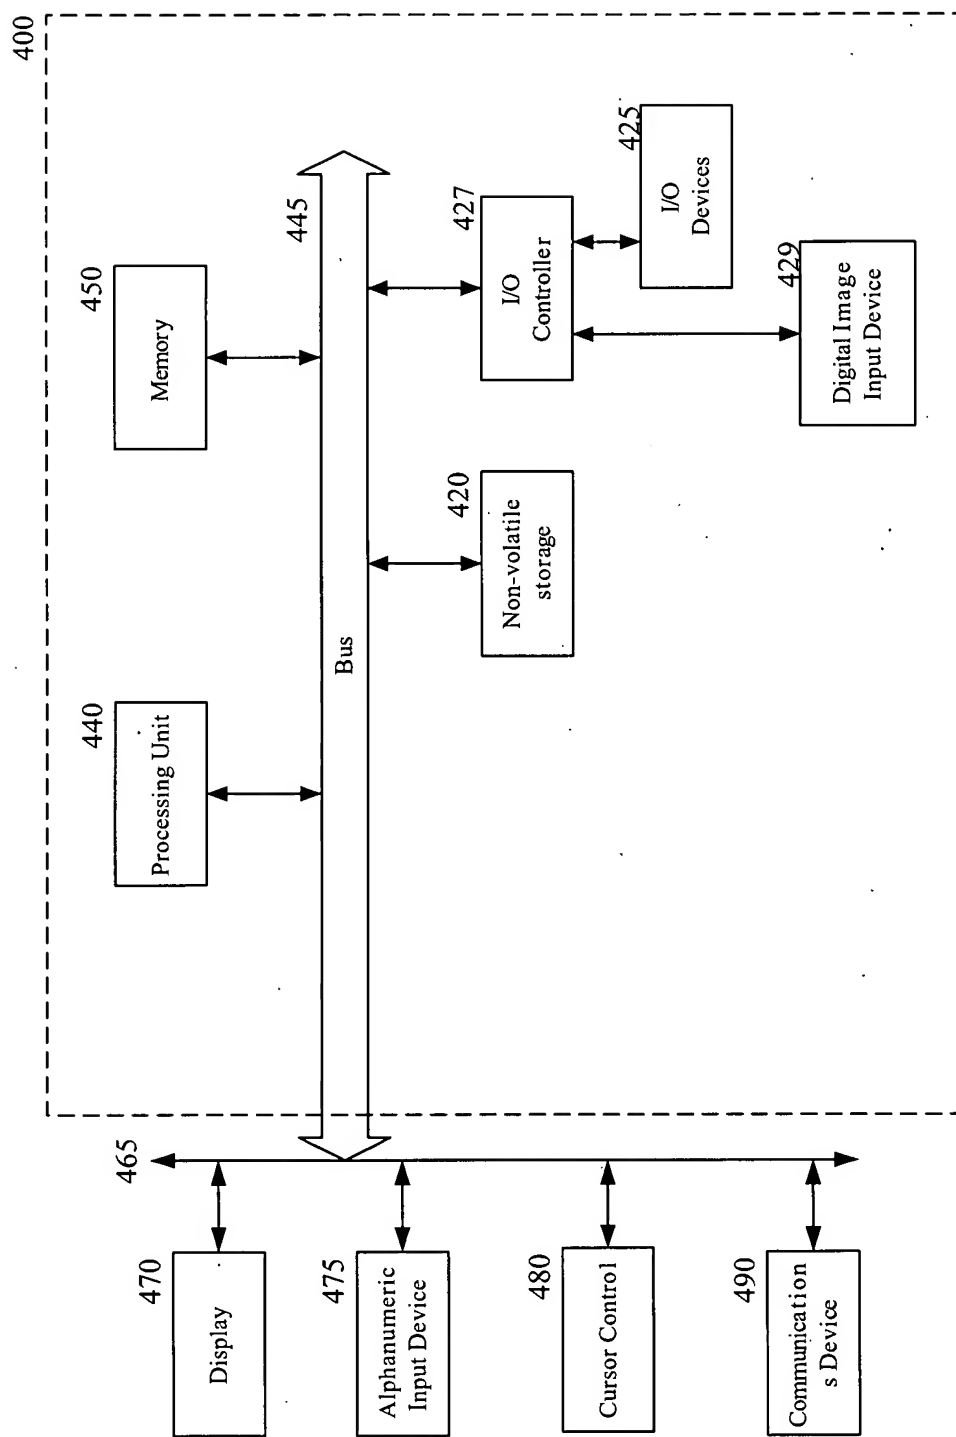 400
450
Memory
440
Processing Unit
445
Bus
427
I/O
Controller
425
I/O
Devices
429
Digital Image
Input Device
420
Non-volatile
storage
465
470
Display
475
Alphanumeric
Input Device
480
Cursor Control
490
Communication
s Device